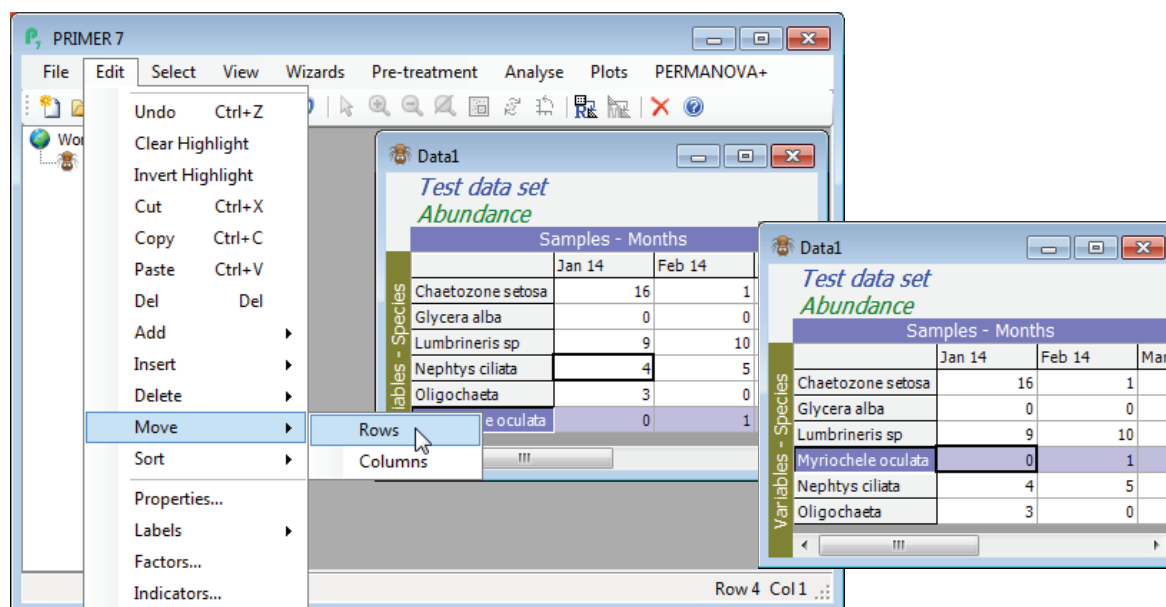 PRIMER 7
File Edit Select View Wizards Pre-treatment Analyse Plots PERMANOVA+
Undo Ctrl+Z
Clear Highlight
Invert Highlight
Cut Ctrl+X
Copy Ctrl+C
Paste Ctrl+V
Del Del
Add
Insert
Delete
Move
Sort
Properties...
Labels
Factors...
Indicators...
Rows
Columns
Data1
Test data set
Abundance
Samples - Months
Jan 14 Feb 14
Chaetozone setosa 16 1
Glycera alba 0 0
Lumbrineris sp 9 10
Nephtys ciliata 4 5
Oligochaeta 3 0
oculata 0 1
Species
Data1
Test data set
Abundance
Samples - Months
Jan 14 Feb 14
Chaetozone setosa 16 1
Glycera alba 0 0
Lumbrineris sp 9 10
Myriochele oculata 0 1
Nephtys ciliata 4 5
Oligochaeta 3 0
Variables - Species
Row 4 Col 1